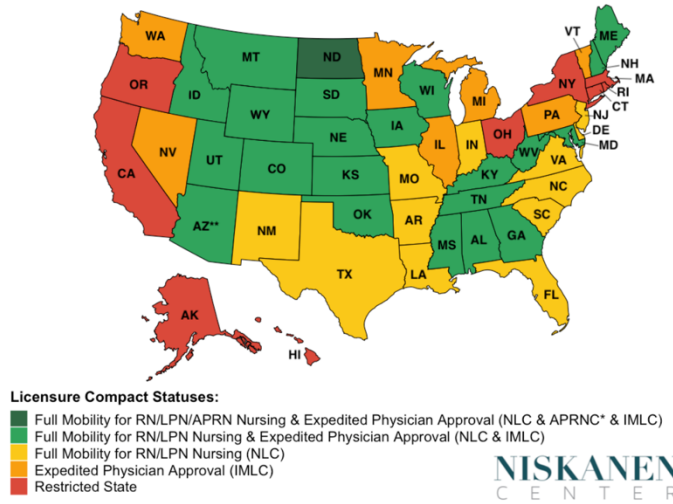 WA
MT
ND
MN
VT
ME
NH
MA
RI
CT
NJ
DE
MD
OR
ID
SD
WI
MI
NY
WY
IA
PA
NE
IL
IN
OH
NV
UT
CO
KS
MO
KY
WV
VA
CA
TN
NC
AZ**
NM
OK
AR
SC
MS
AL
GA
TX
LA
FL
AK
HI
Licensure Compact Statuses:
Full Mobility for RN/LPN/APRN Nursing & Expedited Physician Approval (NLC & APRNC* & IMLC)
Full Mobility for RN/LPN Nursing & Expedited Physician Approval (NLC & IMLC)
Full Mobility for RN/LPN Nursing (NLC)
Expedited Physician Approval (IMLC)
Restricted State
NISKANEN
CENTER